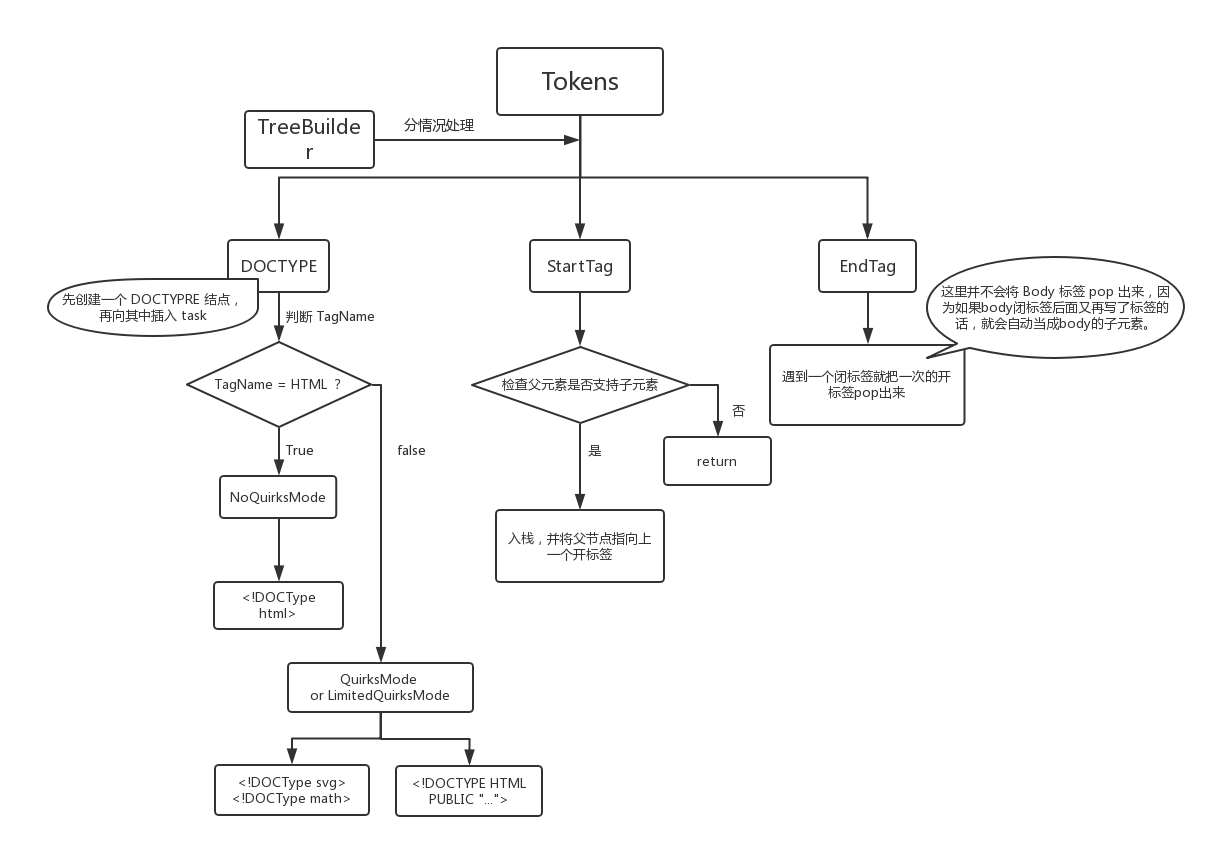 Tokens
TreeBuilde
r
分情况处理
DOCTYPE
StartTag
EndTag
先创建一个 DOCTYPRE 结点，
再向其中插入 task
这里并不会将 Body 标签 pop 出来，因
为如果body闭标签后面又再写了标签的
话，就会自动当成body的子元素。
判断 TagName
TagName = HTML ？
检查父元素是否支持子元素
遇到一个闭标签就把一次的开
标签pop出来
否
True
false
是
return
NoQuirksMode
入栈，并将父节点指向上
一个开标签
<!DOCType
html>
QuirksMode
or LimitedQuirksMode
<!DOCType svg>
<!DOCType math>
<!DOCTYPE HTML
PUBLIC "...">